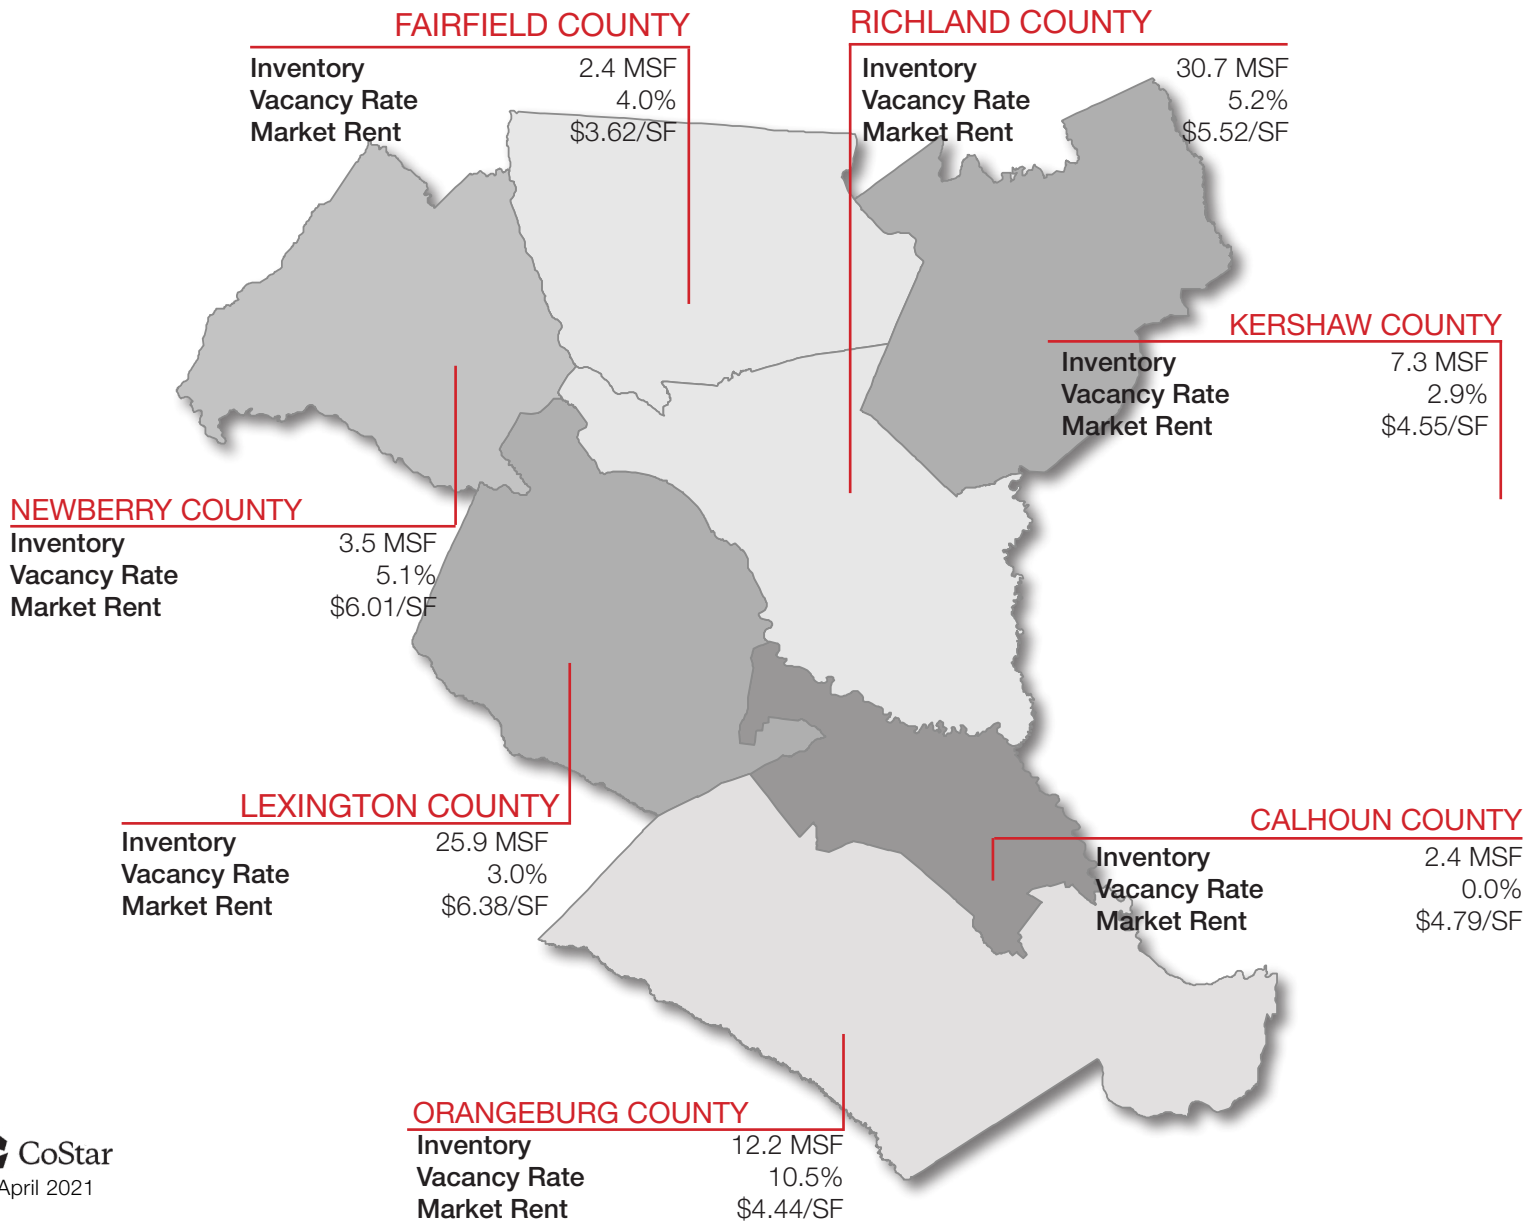 FAIRFIELD COUNTY
Inventory 2.4 MSF
Vacancy Rate 4.0%
Market Rent $3.62/SF
RICHLAND COUNTY
Inventory 30.7 MSF
Vacancy Rate 5.2%
Market Rent $5.52/SF
KERSHAW COUNTY
Inventory 7.3 MSF
Vacancy Rate 2.9%
Market Rent $4.55/SF
NEWBERRY COUNTY
Inventory 3.5 MSF
Vacancy Rate 5.1%
Market Rent $6.01/SF
LEXINGTON COUNTY
Inventory 25.9 MSF
Vacancy Rate 3.0%
Market Rent $6.38/SF
CALHOUN COUNTY
Inventory 2.4 MSF
Vacancy Rate 0.0%
Market Rent $4.79/SF
ORANGEBURG COUNTY
Inventory 12.2 MSF
Vacancy Rate 10.5%
Market Rent $4.44/SF
CoStar
April 2021